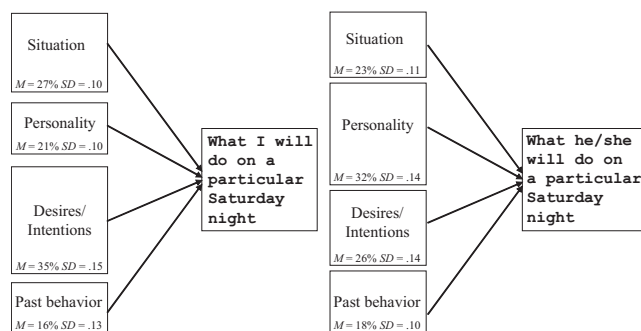 Situation
M = 27% SD = .10
Personality
M = 21% SD = .10
Desires/
Intentions
M = 35% SD = .15
Past behavior
M = 16% SD = .13
What I will
do on a
particular
Saturday
night
Situation
M = 23% SD = .11
Personality
M = 32% SD = .14
Desires/
Intentions
M = 26% SD = .14
Past behavior
M = 18% SD = .10
What he/she
will do on
a particular
Saturday
night